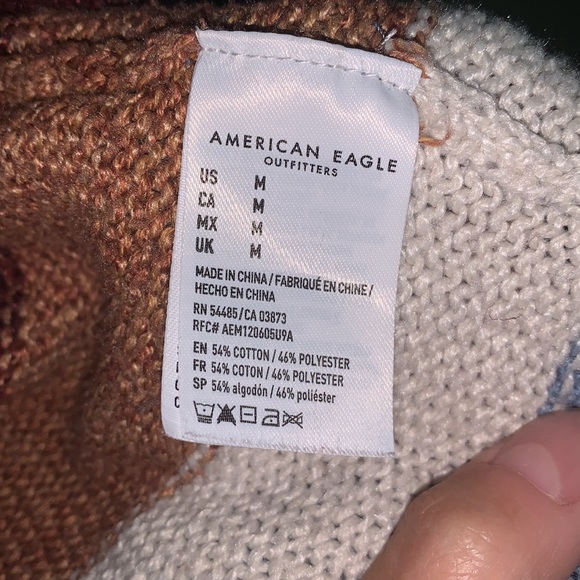 AMERICAN EAGLE
OUTFITTERS
US M
CA M
MX M
UK M
MADE IN CHINA / FABRIQUÉ EN CHINE /
HECHO EN CHINA
RN 54485/CA 03873
RFC# AEM120605U9A
EN 54% COTTON / 46% POLYESTER
FR 54% COTON / 46% POLYESTER
SP 54% algodón / 46% poliéster